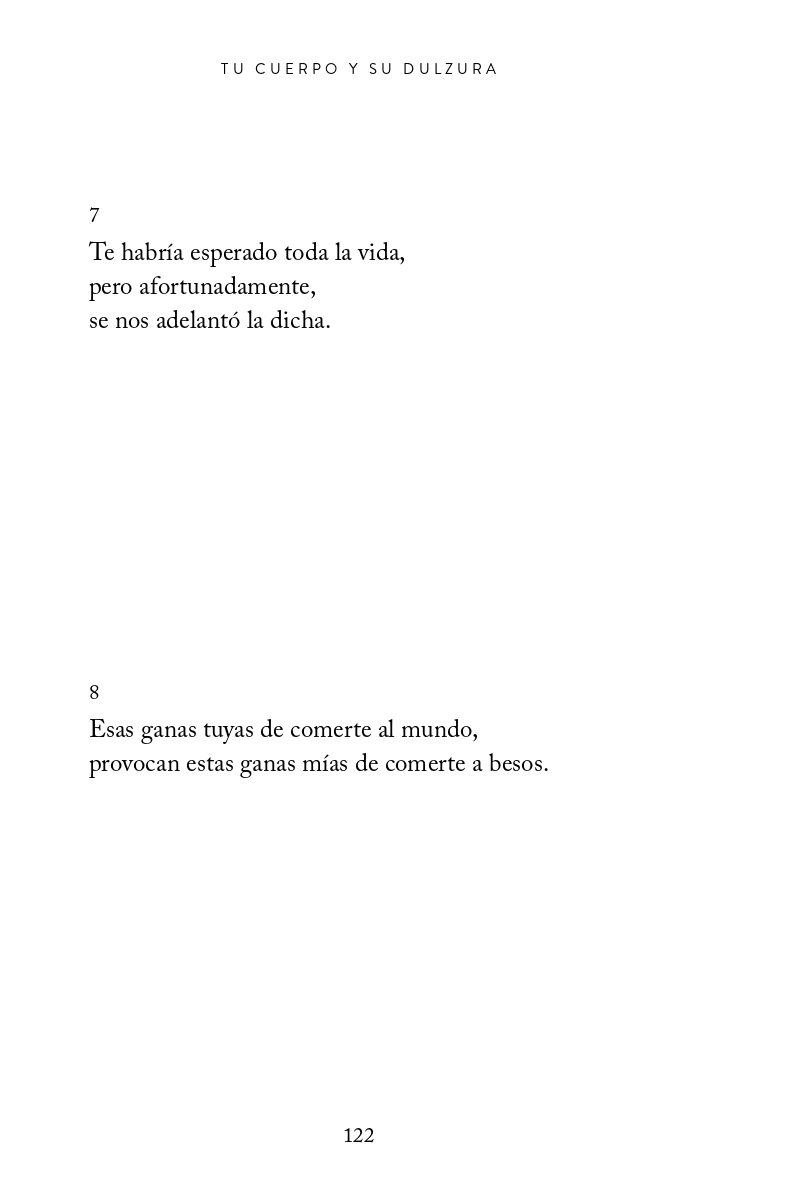 TU CUERPO Y SU DULZURA
7
Te habría esperado toda la vida,
pero afortunadamente,
se nos adelantó la dicha.
8
Esas ganas tuyas de comerte al mundo,
provocan estas ganas mías de comerte a besos.
122